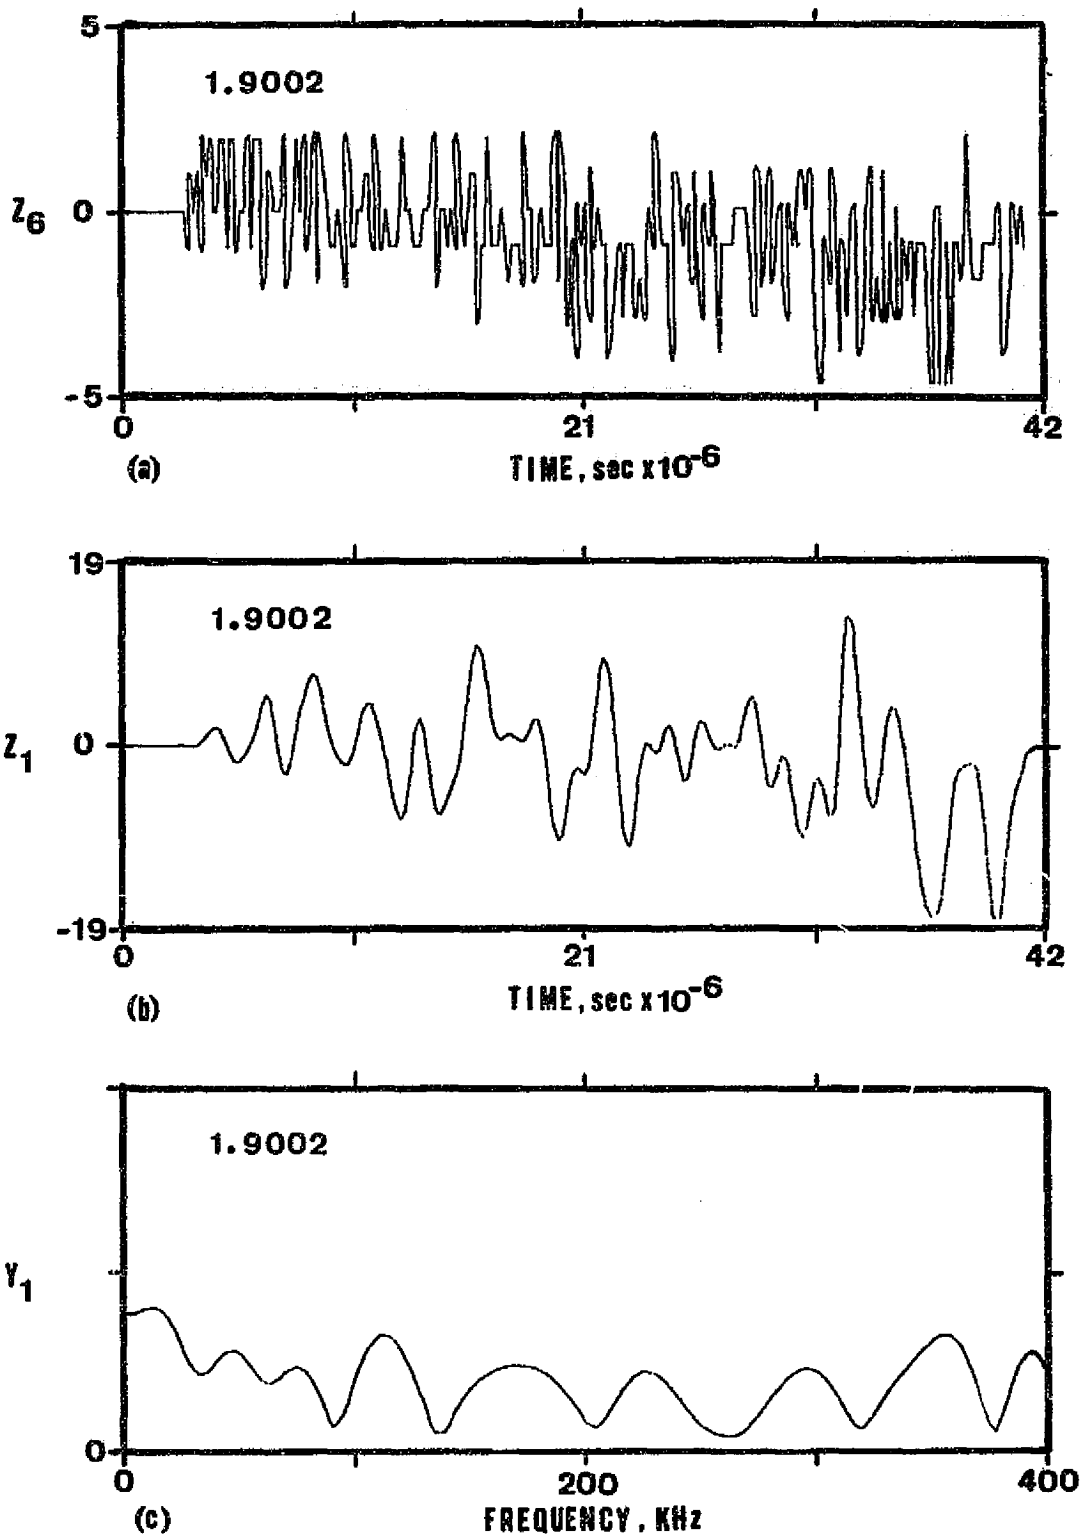 5
1.9002
Z6 0
-5
0 21 42
(a) TIME, sec x10-6
19
1.9002
Z1 0
-19
0 21 42
(b) TIME, sec x10-6
1.9002
Y1
0
0 200 400
(c) FREQUENCY, KHz